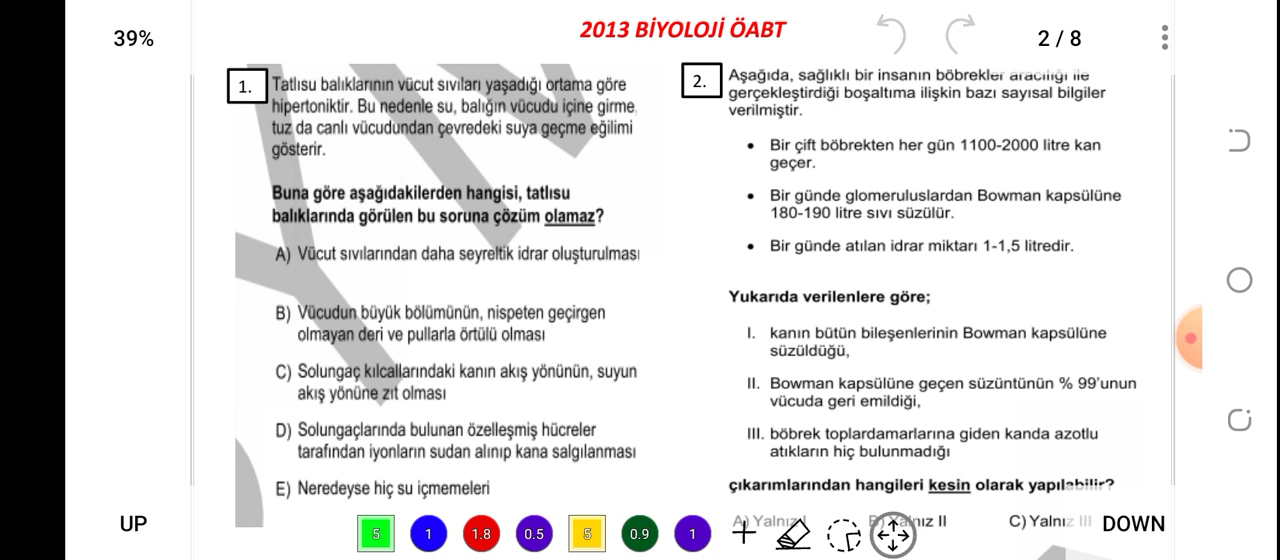 39%
2013 BİYOLOJİ ÖABT
2 / 8
1.
Tatlısu balıklarının vücut sıvıları yaşadığı ortama göre
hipertoniktir. Bu nedenle su, balığın vücudu içine girme
tuz da canlı vücudundan çevredeki suya geçme eğilimi
gösterir.
Buna göre aşağıdakilerden hangisi, tatlısu
balıklarında görülen bu soruna çözüm olamaz?
A) Vücut sıvılarından daha seyreltik idrar oluşturulması
B) Vücudun büyük bölümünün, nispeten geçirgen
olmayan deri ve pullarla örtülü olması
C) Solungaç kılcallarındaki kanın akış yönünün, suyun
akış yönüne zıt olması
D) Solungaçlarında bulunan özelleşmiş hücreler
tarafından iyonların sudan alınıp kana salgılanması
E) Neredeyse hiç su içmemeleri
2.
Aşağıda, sağlıklı bir insanın böbrekler aracılığı ile
gerçekleştirdiği boşaltıma ilişkin bazı sayısal bilgiler
verilmiştir.
• Bir çift böbrekten her gün 1100-2000 litre kan
geçer.
• Bir günde glomeruluslardan Bowman kapsülüne
180-190 litre sıvı süzülür.
• Bir günde atılan idrar miktarı 1-1,5 litredir.
Yukarıda verilenlere göre;
I. kanın bütün bileşenlerinin Bowman kapsülüne
süzüldüğü,
II. Bowman kapsülüne geçen süzüntünün % 99'unun
vücuda geri emildiği,
III. böbrek toplardamarlarına giden kanda azotlu
atıkların hiç bulunmadığı
çıkarımlarından hangileri kesin olarak yapılabilir?
A) Yalnız I B) Yalnız II C) Yalnız III
UP
5 1 1.8 0.5 5 0.9 1
DOWN